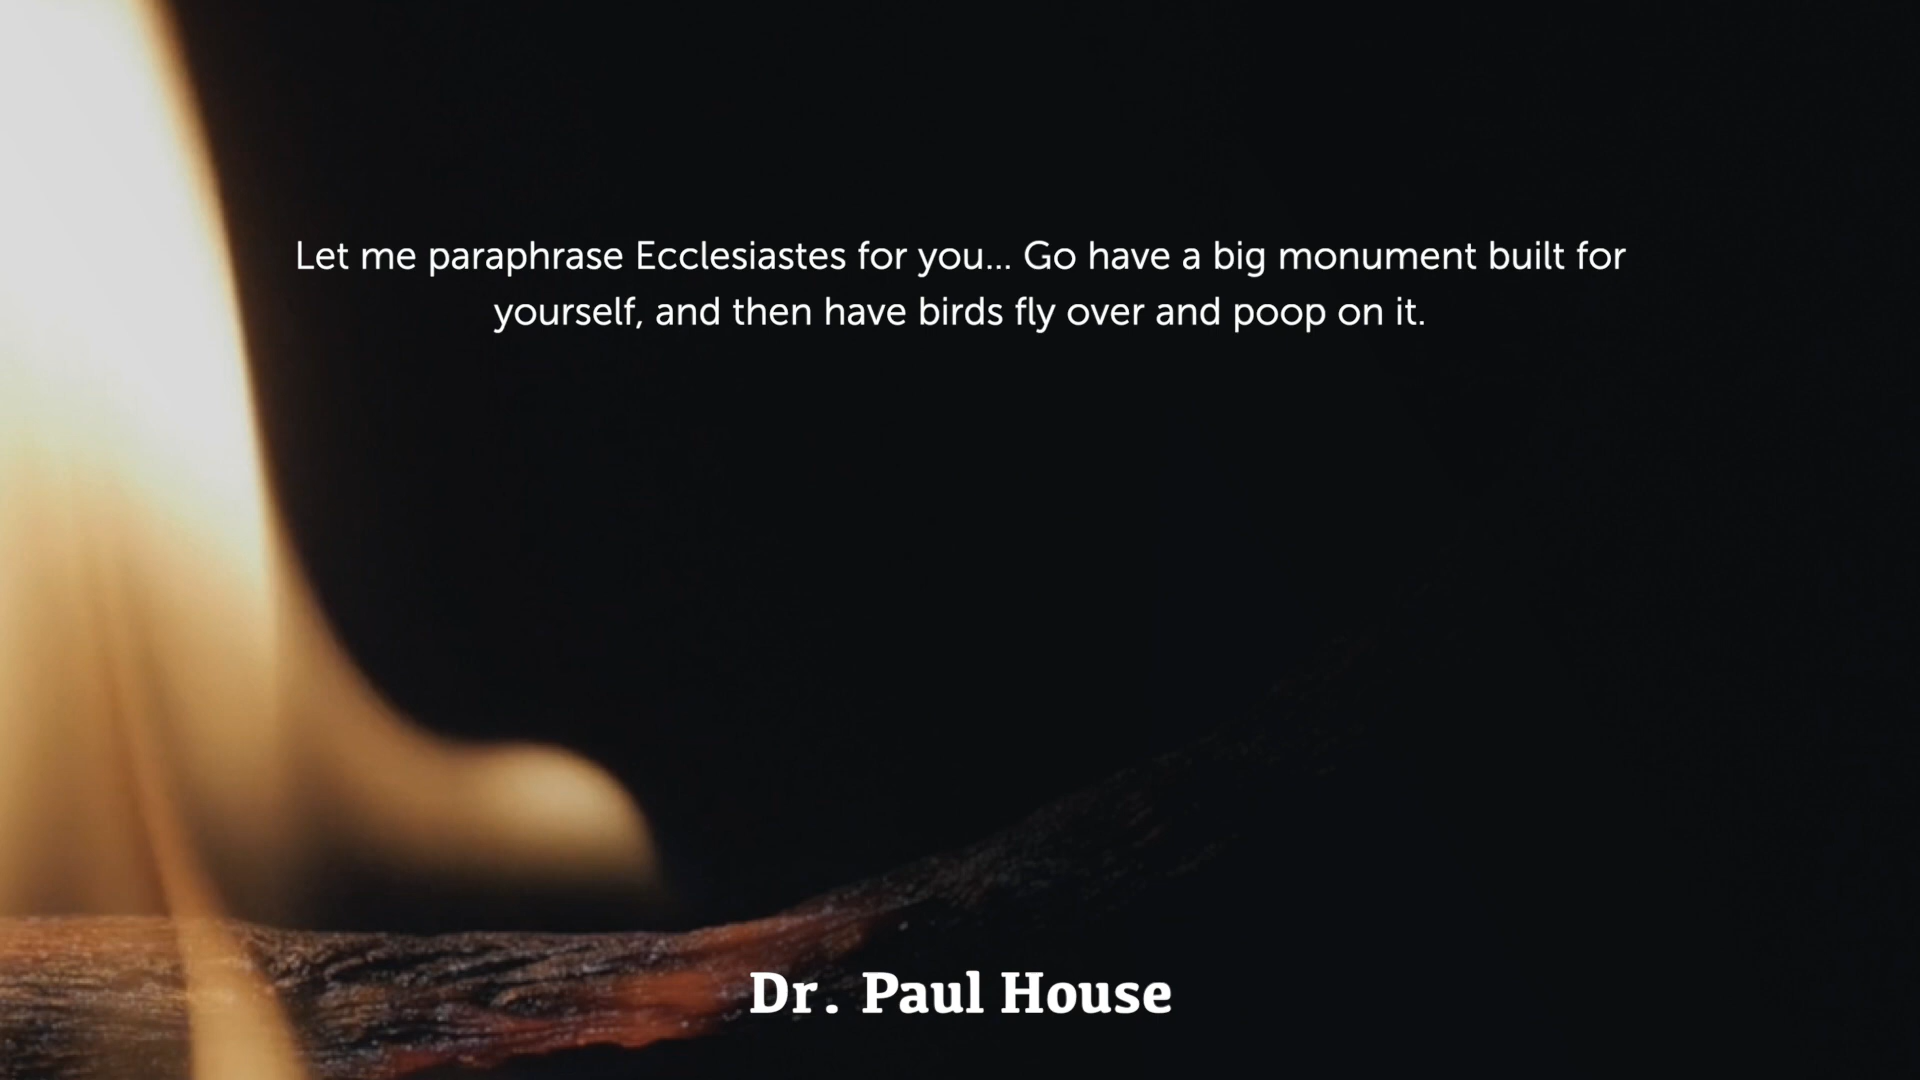 Let me paraphrase Ecclesiastes for you... Go have a big monument built for
yourself, and then have birds fly over and poop on it.
Dr. Paul House